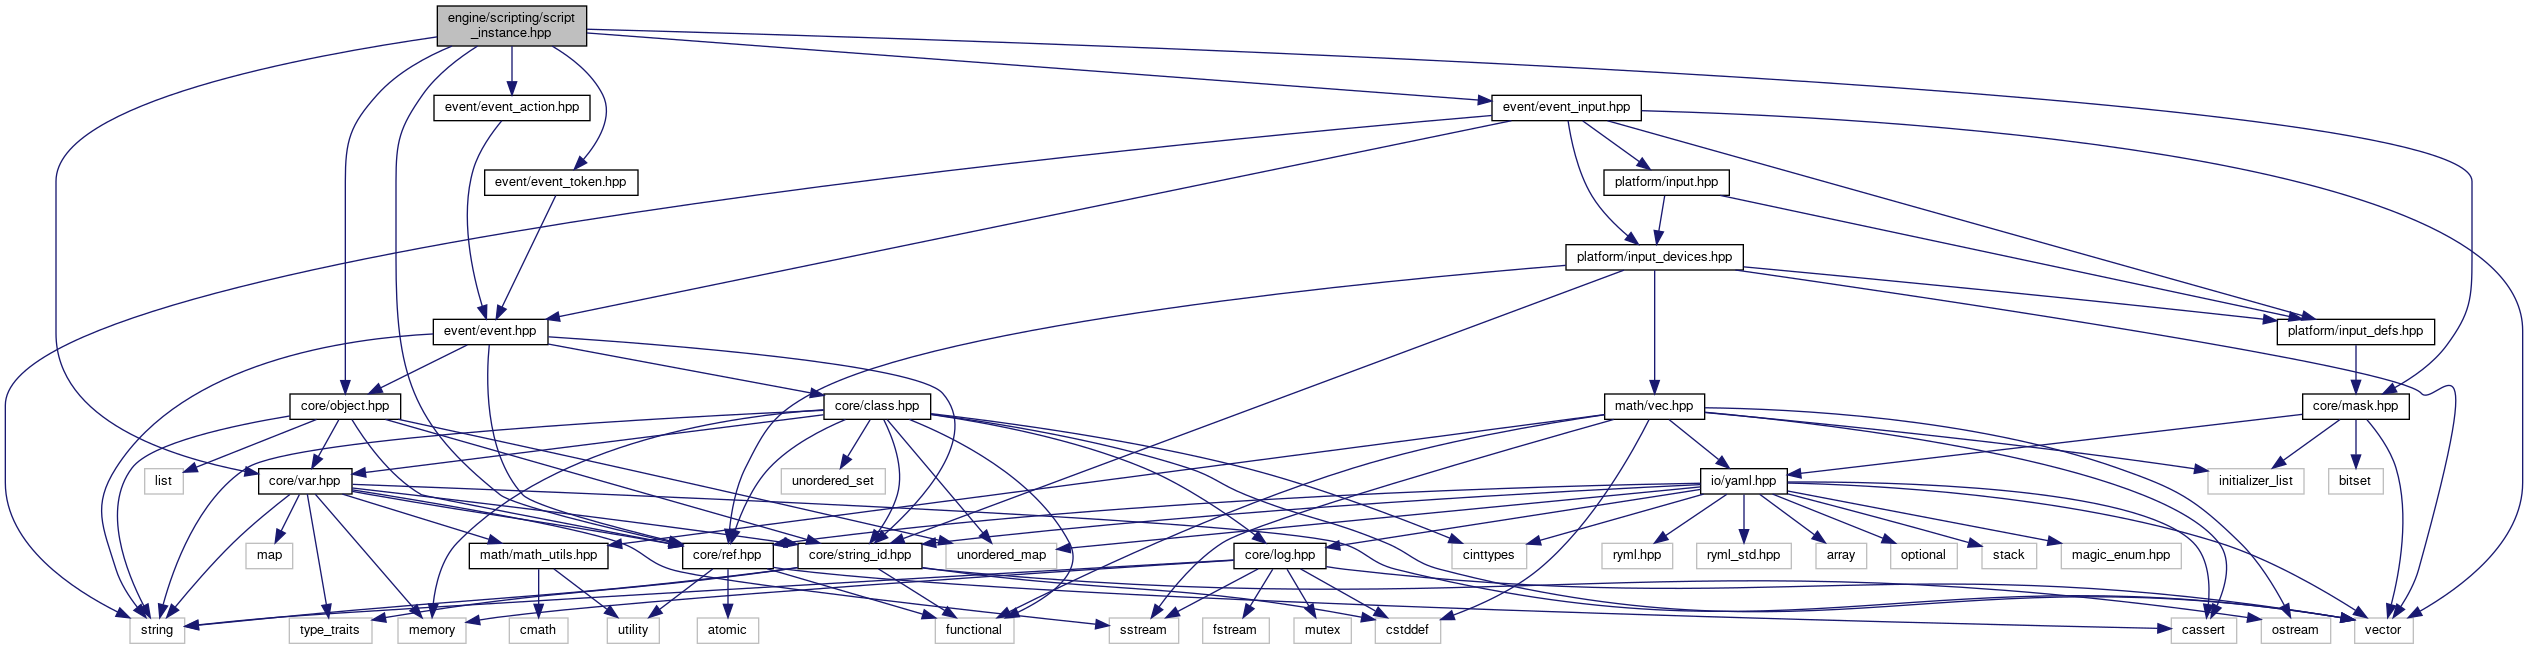 engine/scripting/script
_instance.hpp
event/event_action.hpp
event/event_input.hpp
event/event_token.hpp
platform/input.hpp
platform/input_devices.hpp
event/event.hpp
platform/input_defs.hpp
core/object.hpp
core/class.hpp
math/vec.hpp
core/mask.hpp
list
core/var.hpp
unordered_set
io/yaml.hpp
initializer_list
bitset
map
math/math_utils.hpp
core/ref.hpp
core/string_id.hpp
unordered_map
core/log.hpp
cinttypes
ryml.hpp
ryml_std.hpp
array
optional
stack
magic_enum.hpp
string
type_traits
memory
cmath
utility
atomic
functional
sstream
fstream
mutex
cstddef
cassert
ostream
vector